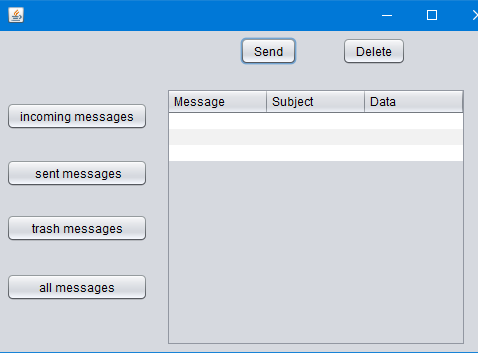 Send Delete
Message Subject Data
incoming messages
sent messages
trash messages
all messages